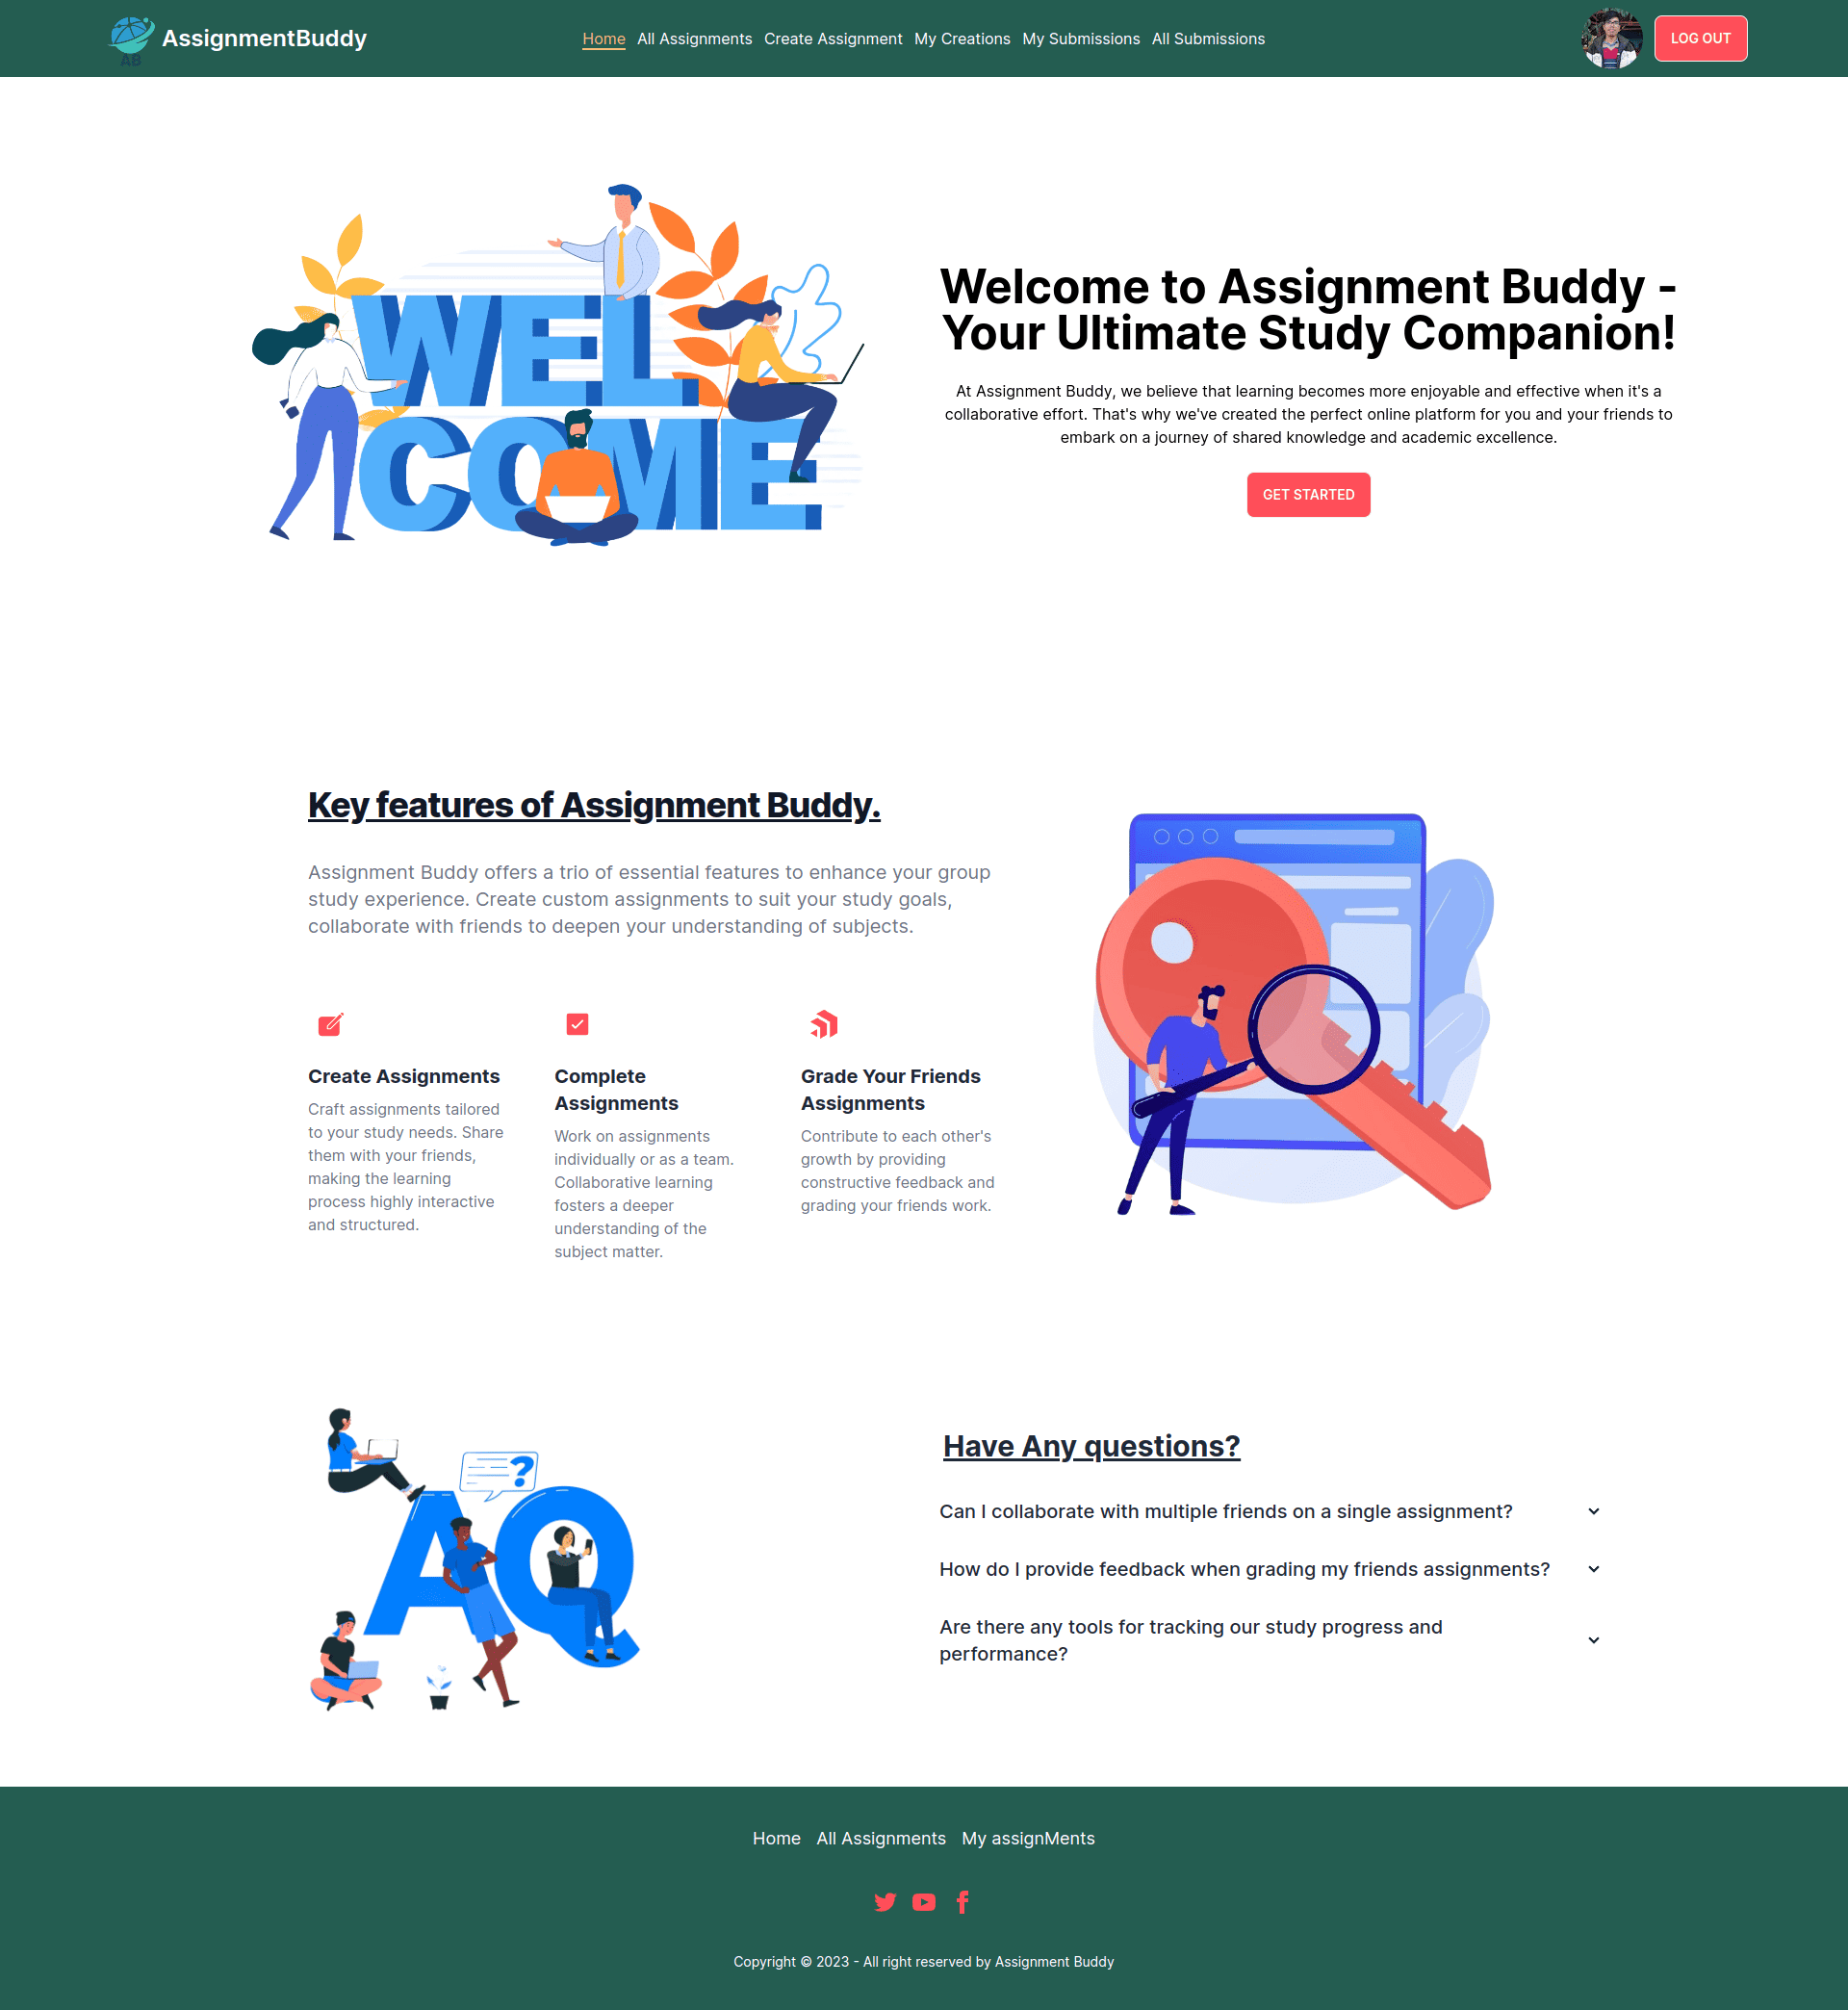 AB
AssignmentBuddy
Home All Assignments Create Assignment My Creations My Submissions All Submissions
LOG OUT
WEL
COME
Welcome to Assignment Buddy -
Your Ultimate Study Companion!
At Assignment Buddy, we believe that learning becomes more enjoyable and effective when it's a
collaborative effort. That's why we've created the perfect online platform for you and your friends to
embark on a journey of shared knowledge and academic excellence.
GET STARTED
Key features of Assignment Buddy.
Assignment Buddy offers a trio of essential features to enhance your group
study experience. Create custom assignments to suit your study goals,
collaborate with friends to deepen your understanding of subjects.
Create Assignments
Craft assignments tailored
to your study needs. Share
them with your friends,
making the learning
process highly interactive
and structured.
Complete
Assignments
Work on assignments
individually or as a team.
Collaborative learning
fosters a deeper
understanding of the
subject matter.
Grade Your Friends
Assignments
Contribute to each other's
growth by providing
constructive feedback and
grading your friends work.
?
AQ
Have Any questions?
Can I collaborate with multiple friends on a single assignment?
How do I provide feedback when grading my friends assignments?
Are there any tools for tracking our study progress and
performance?
Home All Assignments My assignMents
Copyright © 2023 - All right reserved by Assignment Buddy